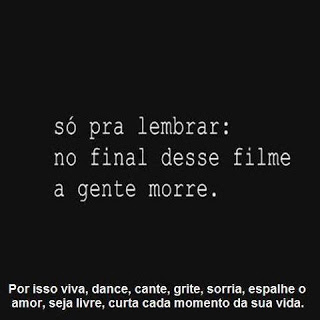 só pra lembrar:
no final desse filme
a gente morre.
Por isso viva, dance, cante, grite, sorria, espalhe o
amor, seja livre, curta cada momento da sua vida.